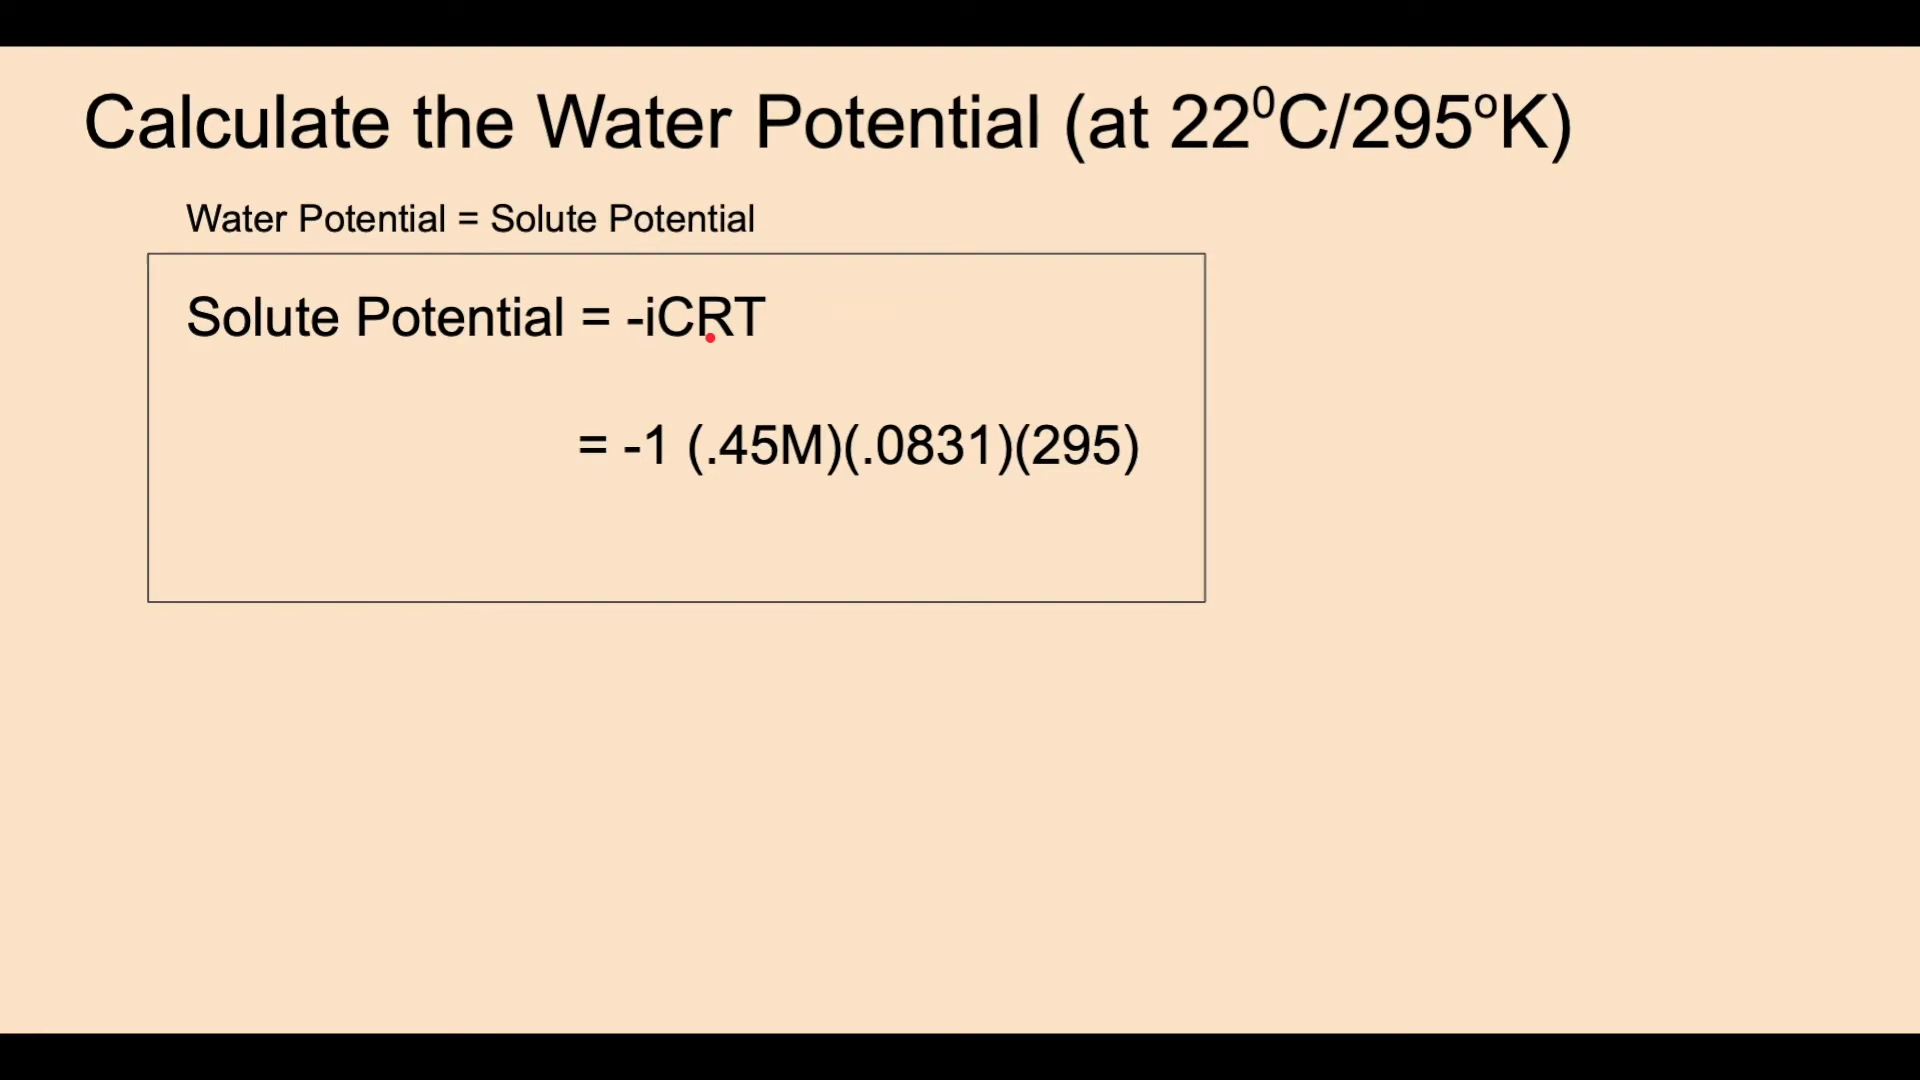 Calculate the Water Potential (at 22⁰C/295ᵒK)
Water Potential = Solute Potential
Solute Potential = -iCRT
= -1 (.45M)(.0831)(295)